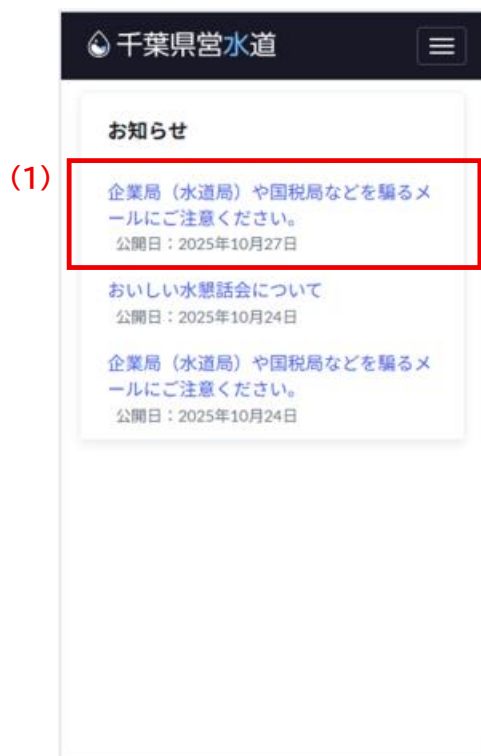 千葉県営水道
お知らせ
(1)
企業局（水道局）や国税局などを騙るメ
ールにご注意ください。
公開日：2025年10月27日
おいしい水懇話会について
公開日：2025年10月24日
企業局（水道局）や国税局などを騙るメ
ールにご注意ください。
公開日：2025年10月24日